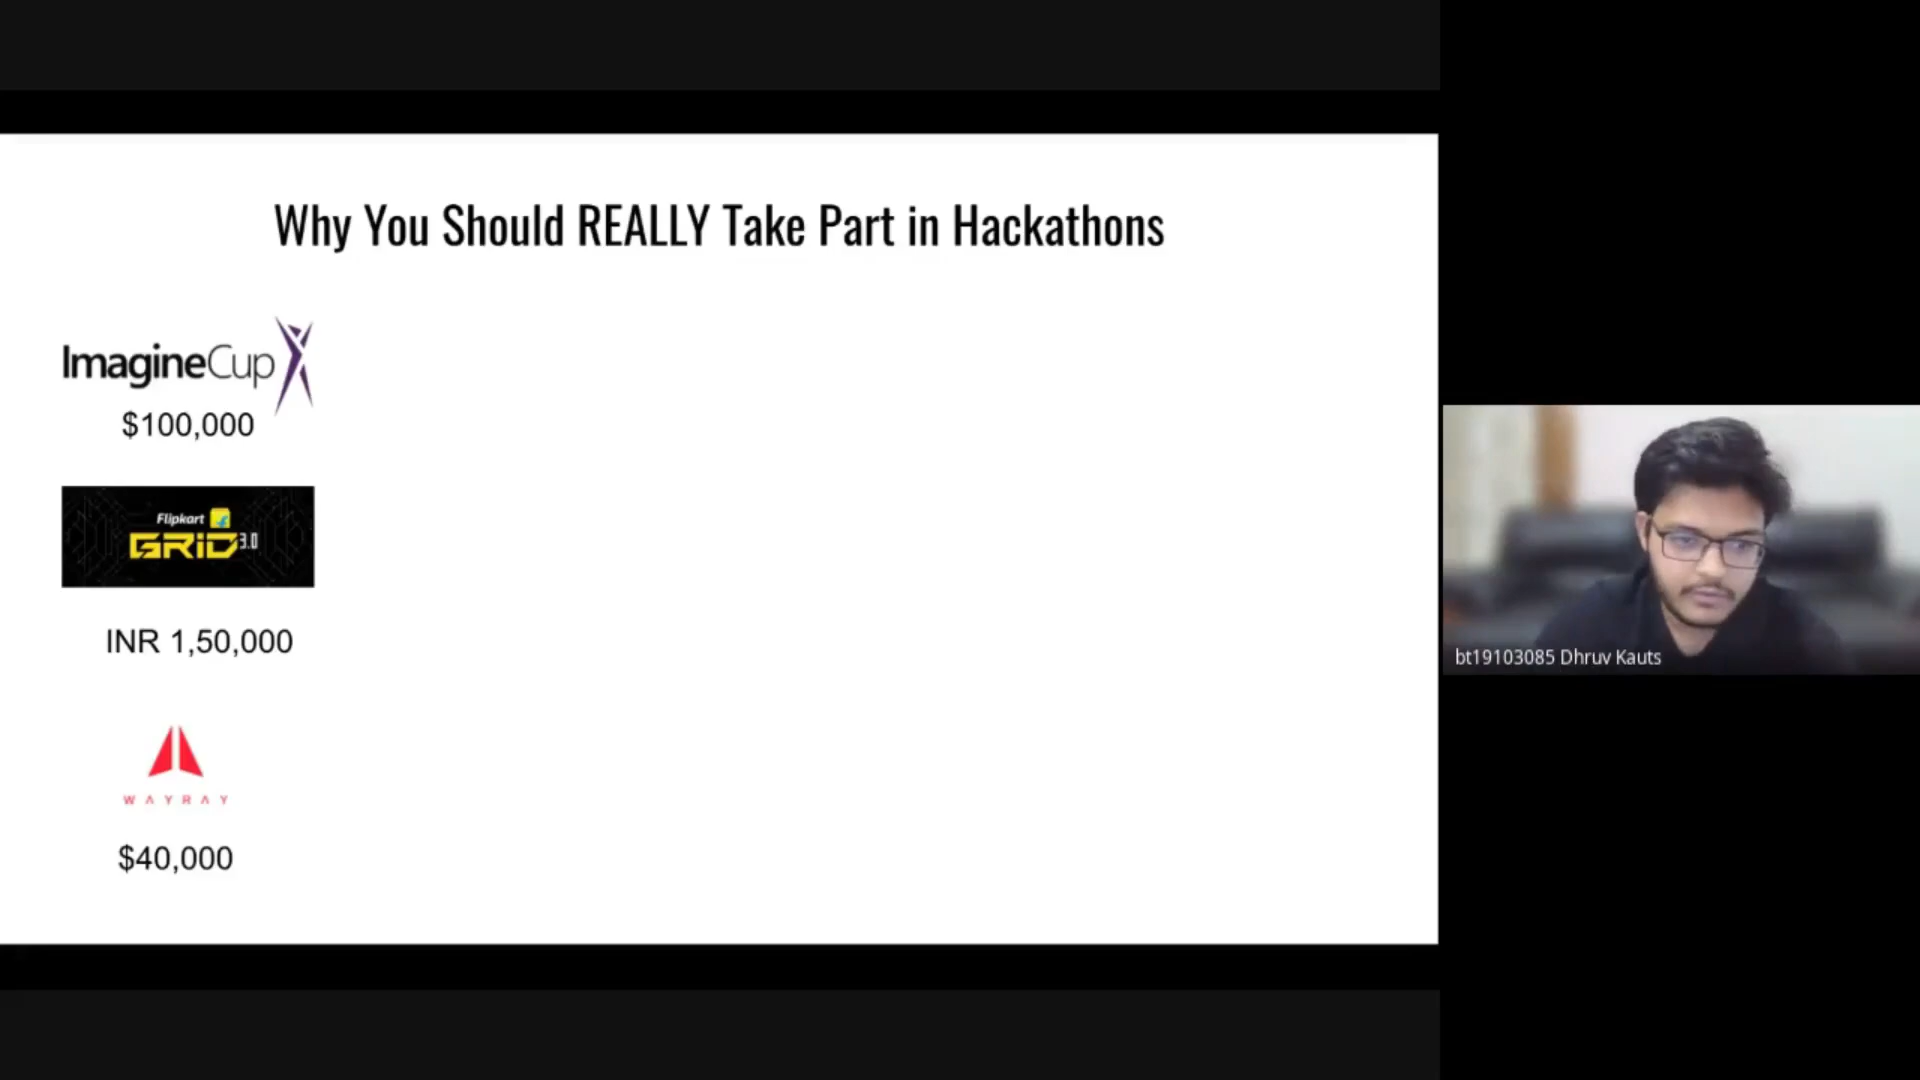 Why You Should REALLY Take Part in Hackathons
ImagineCup
$100,000
Flipkart
GRiD 3.0
INR 1,50,000
WAYRAY
$40,000
bt19103085 Dhruv Kauts